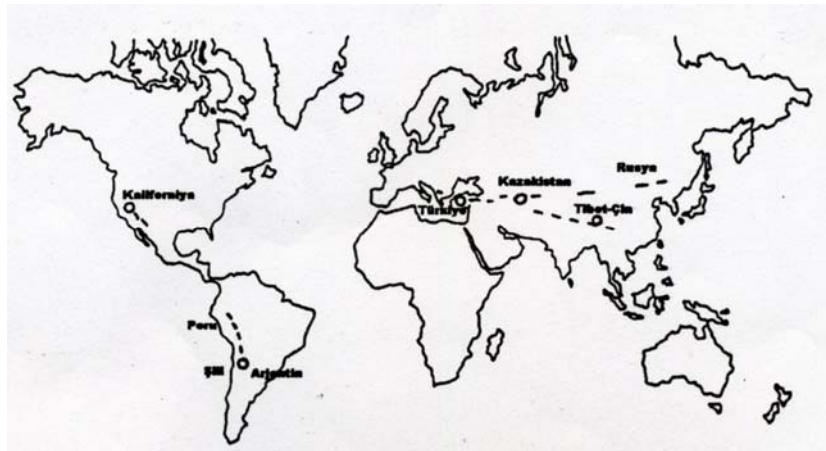 Kaliforniya
Kazakistan
Rusya
Türkiye
Tibet-Çin
Peru
Şili
Arjantin